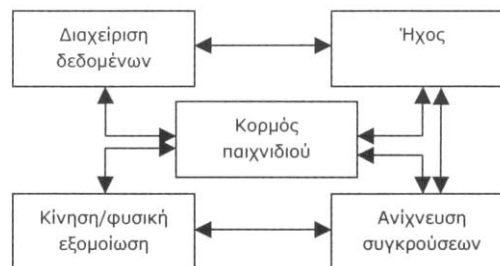 Διαχείριση
δεδομένων
Ήχος
Κορμός
παιχνιδιού
Κίνηση/φυσική
εξομοίωση
Ανίχνευση
συγκρούσεων